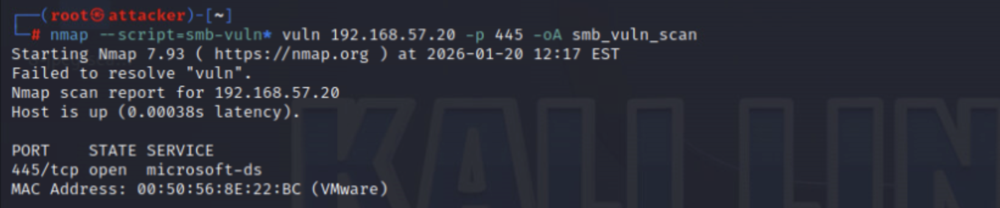 ┌──(root㉿attacker)-[~]
└─# nmap --script=smb-vuln* vuln 192.168.57.20 -p 445 -oA smb_vuln_scan
Starting Nmap 7.93 ( https://nmap.org ) at 2026-01-20 12:17 EST
Failed to resolve "vuln".
Nmap scan report for 192.168.57.20
Host is up (0.00038s latency).

PORT    STATE SERVICE
445/tcp open  microsoft-ds
MAC Address: 00:50:56:8E:22:BC (VMware)
KALI LIN